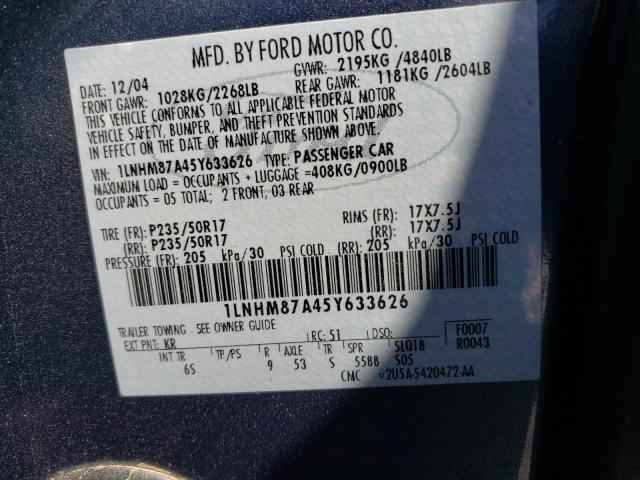 MFD. BY FORD MOTOR CO.
DATE: 12/04 GVWR: 2195KG /4840LB
FRONT GAWR: 1028KG/2268LB REAR GAWR: 1181KG /2604LB
THIS VEHICLE CONFORMS TO ALL APPLICABLE FEDERAL MOTOR
VEHICLE SAFETY, BUMPER, AND THEFT PREVENTION STANDARDS
IN EFFECT ON THE DATE OF MANUFACTURE SHOWN ABOVE.
VIN: 1LNHM87A45Y633626 TYPE: PASSENGER CAR
MAXIMUM LOAD = OCCUPANTS + LUGGAGE =408KG/0900LB
OCCUPANTS = 05 TOTAL; 2 FRONT, 03 REAR
TIRE (FR): P235/50R17 RIMS (FR): 17X7.5J
(RR): P235/50R17 (RR): 17X7.5J
PRESSURE (FR): 205 kPa/30 PSI COLD (RR): 205 kPa/30 PSI COLD
1LNHM87A45Y633626
TRAILER TOWING - SEE OWNER GUIDE
EXT PNT: KR RC: 51 DSO: F0007
INT TR TP/PS R AXLE TR SPR 5LQ18 R0043
6S 9 53 S 5588 S05
CMC ▽2U5A-5420472-AA